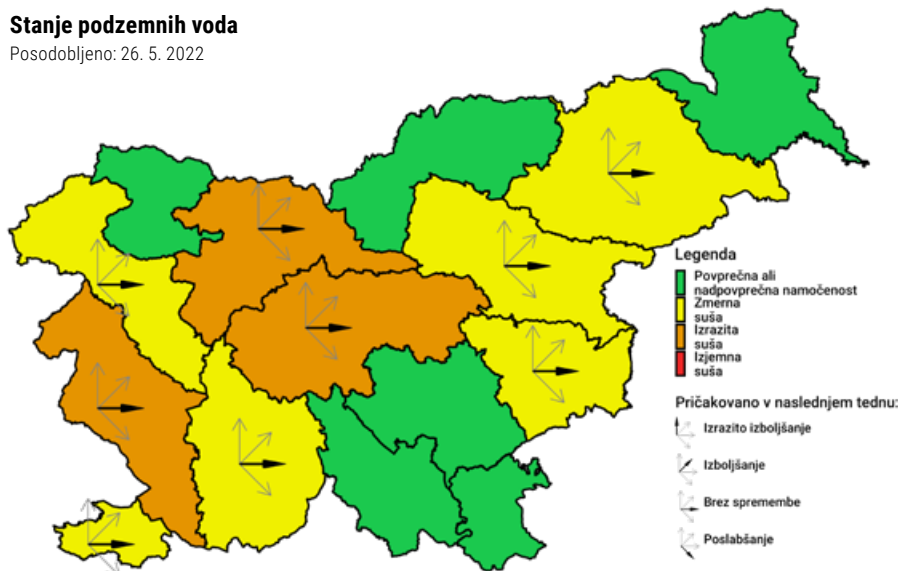 Stanje podzemnih voda
Posodobljeno: 26. 5. 2022
Legenda
Povprečna ali
nadpovprečna namočenost
Zmerna
suša
Izrazita
suša
Izjemna
suša
Pričakovano v naslednjem tednu:
Izrazito izboljšanje
Izboljšanje
Brez spremembe
Poslabšanje